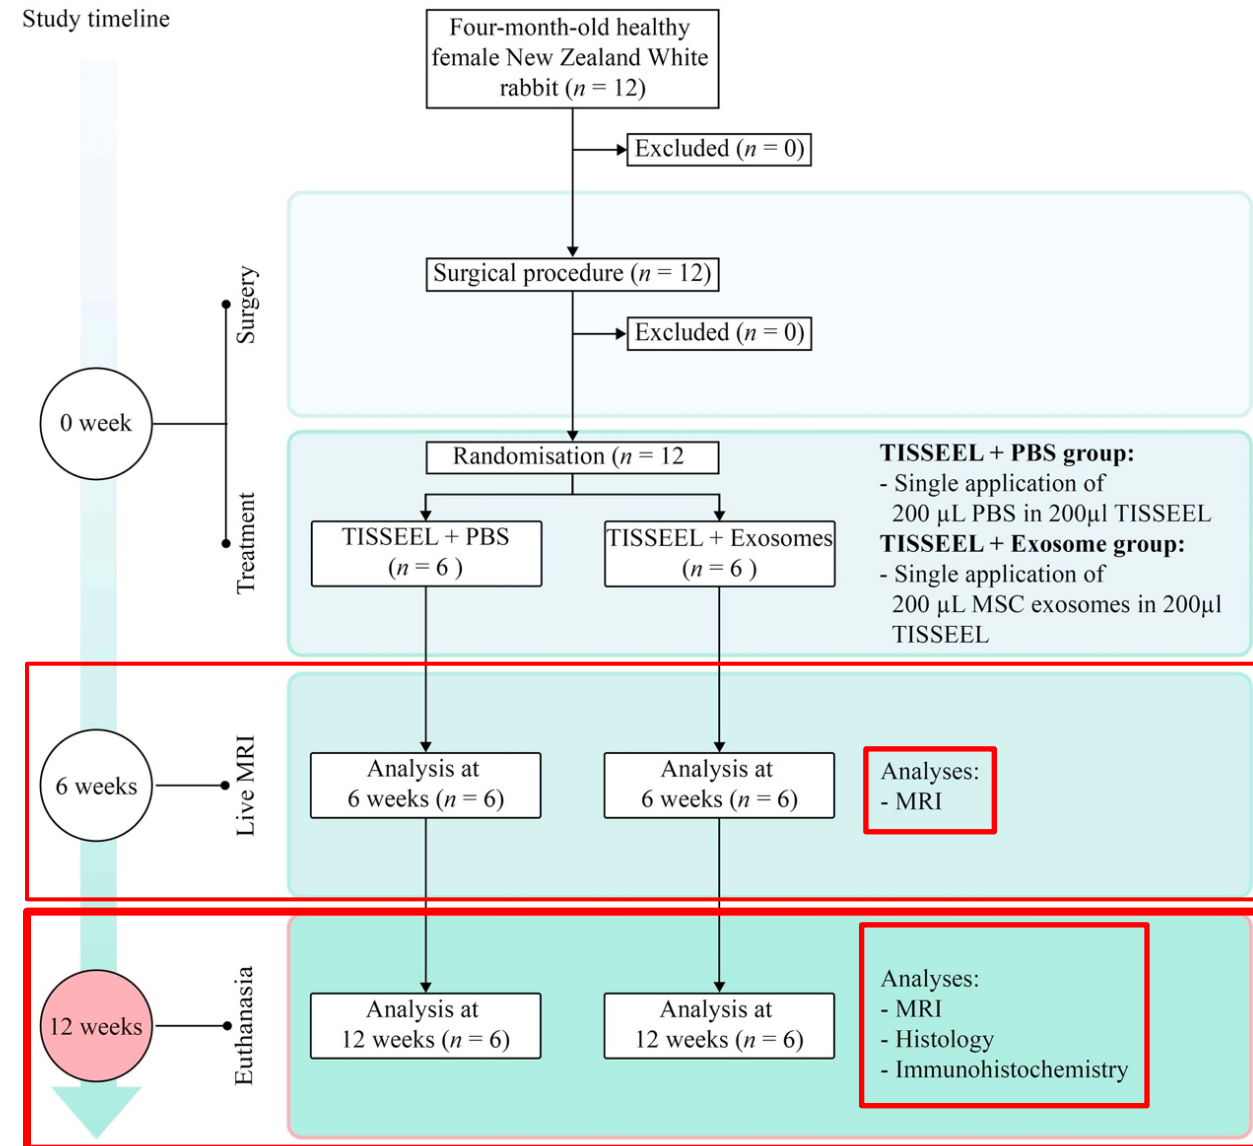 Study timeline
Four-month-old healthy
female New Zealand White
rabbit (n = 12)
Excluded (n = 0)
Surgery
Surgical procedure (n = 12)
Excluded (n = 0)
0 week
Treatment
Randomisation (n = 12
TISSEEL + PBS
(n = 6 )
TISSEEL + Exosomes
(n = 6 )
TISSEEL + PBS group:
- Single application of
200 µL PBS in 200µl TISSEEL
TISSEEL + Exosome group:
- Single application of
200 µL MSC exosomes in 200µl
TISSEEL
6 weeks
Live MRI
Analysis at
6 weeks (n = 6)
Analysis at
6 weeks (n = 6)
Analyses:
- MRI
12 weeks
Euthanasia
Analysis at
12 weeks (n = 6)
Analysis at
12 weeks (n = 6)
Analyses:
- MRI
- Histology
- Immunohistochemistry